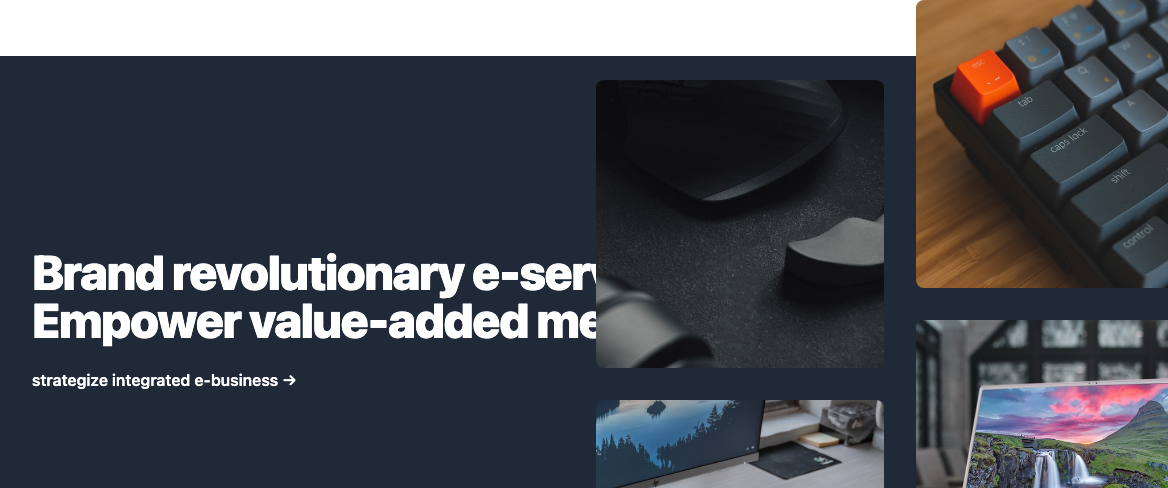 Brand revolutionary e-serv
Empower value-added me
strategize integrated e-business →
esc
tab
Q
W
caps lock
A
shift
control